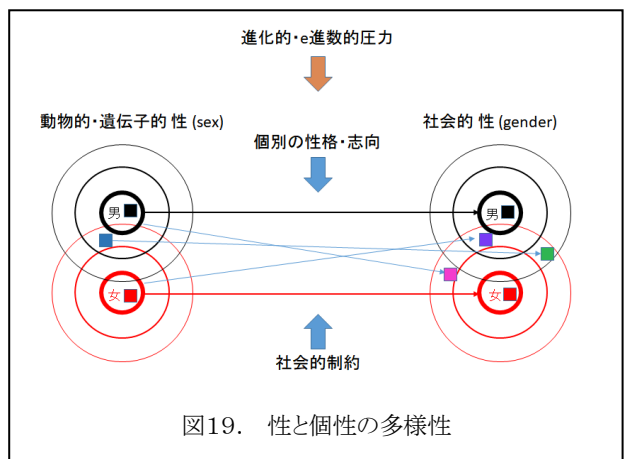 進化的・e進数的圧力
動物的・遺伝子的 性 (sex)
社会的 性 (gender)
個別の性格・志向
男
男
女
女
社会的制約
図19. 性と個性の多様性